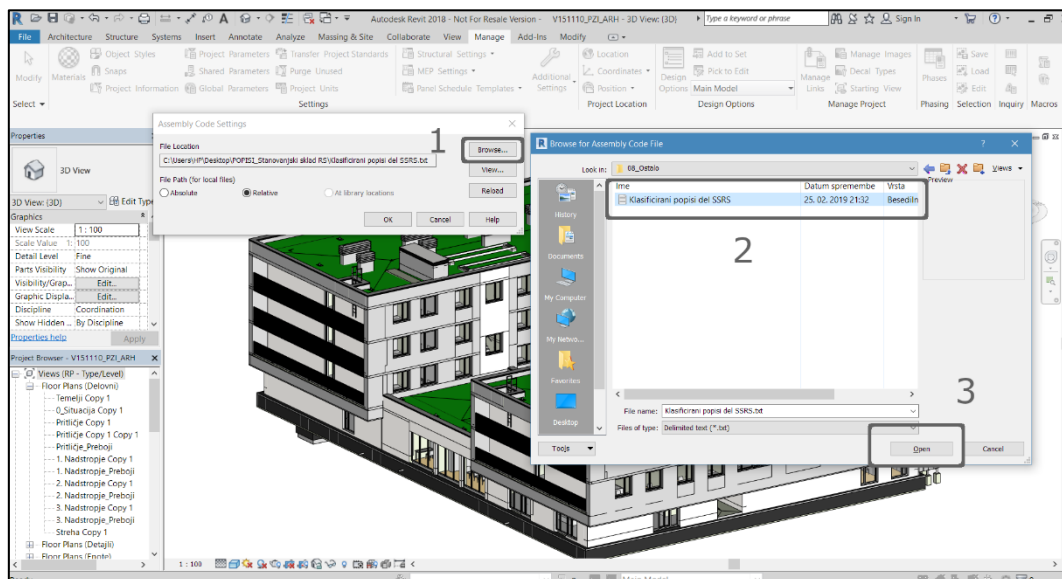 Autodesk Revit 2018 - Not For Resale Version - V151110_PZI_ARH - 3D View: {3D}
Type a keyword or phrase
Sign In
File Architecture Structure Systems Insert Annotate Analyze Massing & Site Collaborate View Manage Add-Ins Modify
Modify
Materials
Object Styles
Snaps
Project Information
Project Parameters
Shared Parameters
Global Parameters
Transfer Project Standards
Purge Unused
Project Units
Structural Settings
MEP Settings
Panel Schedule Templates
Additional Settings
Location
Coordinates
Position
Design Options
Add to Set
Pick to Edit
Main Model
Manage Links
Manage Images
Decal Types
Starting View
Phases
Save
Load
Edit
Select
Settings
Project Location
Design Options
Manage Project
Phasing
Selection
Inquiry
Macros
Properties
3D View
3D View: {3D}
Edit Type
Graphics
View Scale 1 : 100
Scale Value 1: 100
Detail Level Fine
Parts Visibility Show Original
Visibility/Grap... Edit...
Graphic Displa... Edit...
Discipline Coordination
Show Hidden ... By Discipline
Properties help
Apply
Project Browser - V151110_PZI_ARH
Views (RP - Type/Level)
Floor Plans (Delovni)
Temelji Copy 1
0_Situacija Copy 1
Pritličje Copy 1
Pritličje Copy 1 Copy 1
Pritličje_Preboji
1. Nadstropje Copy 1
1. Nadstropje_Preboji
2. Nadstropje Copy 1
2. Nadstropje_Preboji
3. Nadstropje Copy 1
3. Nadstropje_Preboji
Streha Copy 1
Floor Plans (Detajli)
Floor Plans (Enote)
Assembly Code Settings
File Location
C:\Users\HP\Desktop\POPISI_Stanovanjski sklad RS\Klasificirani popisi del SSRS.txt
Browse...
View...
Reload
File Path (for local files)
Absolute
Relative
At library locations
OK
Cancel
Help
1
Browse for Assembly Code File
Look in: 08_Ostalo
Views
Preview
Ime
Datum spremembe
Vrsta
Klasificirani popisi del SSRS
25. 02. 2019 21:32
Besediln
2
History
Documents
My Computer
My Netwo...
Favorites
Desktop
3
File name: Klasificirani popisi del SSRS.txt
Files of type: Delimited text (*.txt)
Tools
Open
Cancel
1 : 100
Main Model